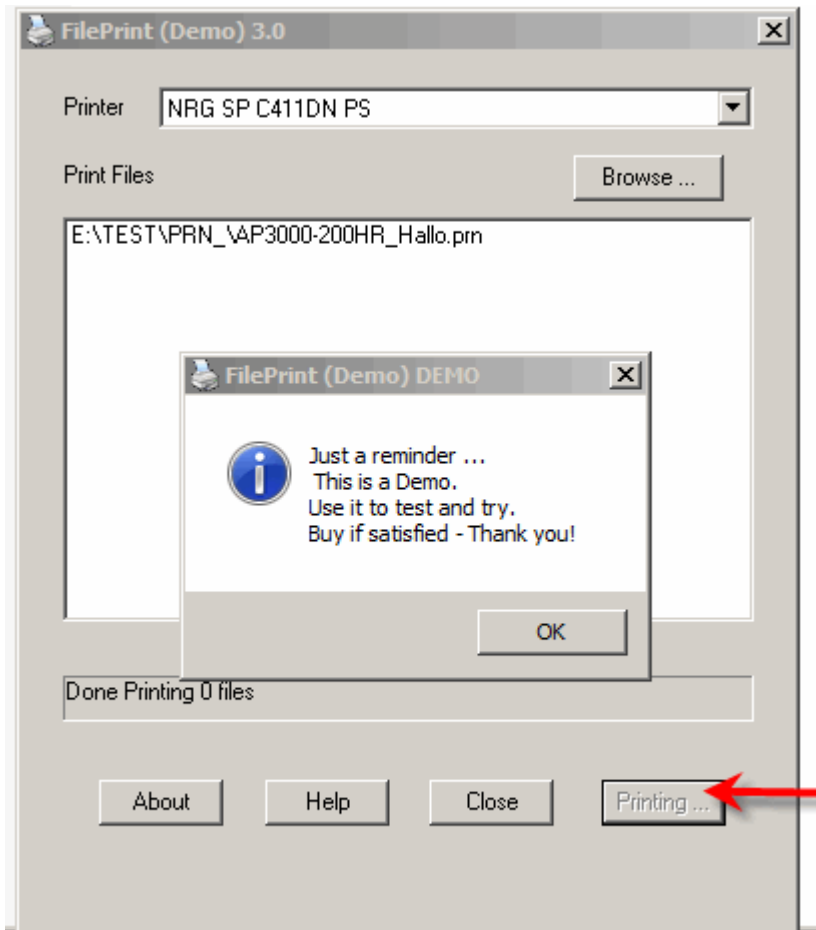 FilePrint (Demo) 3.0
Printer NRG SP C411DN PS
Print Files Browse ...
E:\TEST\PRN_\AP3000-200HR_Hallo.prn
FilePrint (Demo) DEMO
Just a reminder ...
This is a Demo.
Use it to test and try.
Buy if satisfied - Thank you!
OK
Done Printing 0 files
About Help Close Printing ...